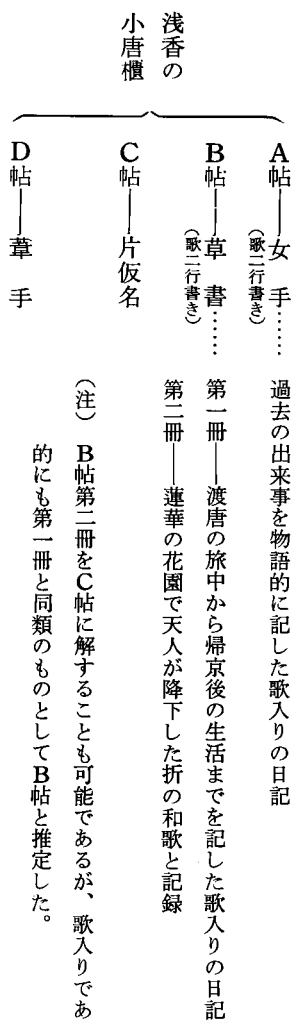 浅香の
小唐櫃
A帖――女　手……過去の出来事を物語的に記した歌入りの日記
（歌二行書き）
B帖――草　書……第一冊――渡唐の旅中から帰京後の生活までを記した歌入りの日記
（歌二行書き）
第二冊――蓮華の花園で天人が降下した折の和歌と記録
C帖――片仮名
D帖――葦　手
（注）　B帖第二冊をC帖に解することも可能であるが、歌入りであ
的にも第一冊と同類のものとしてB帖と推定した。